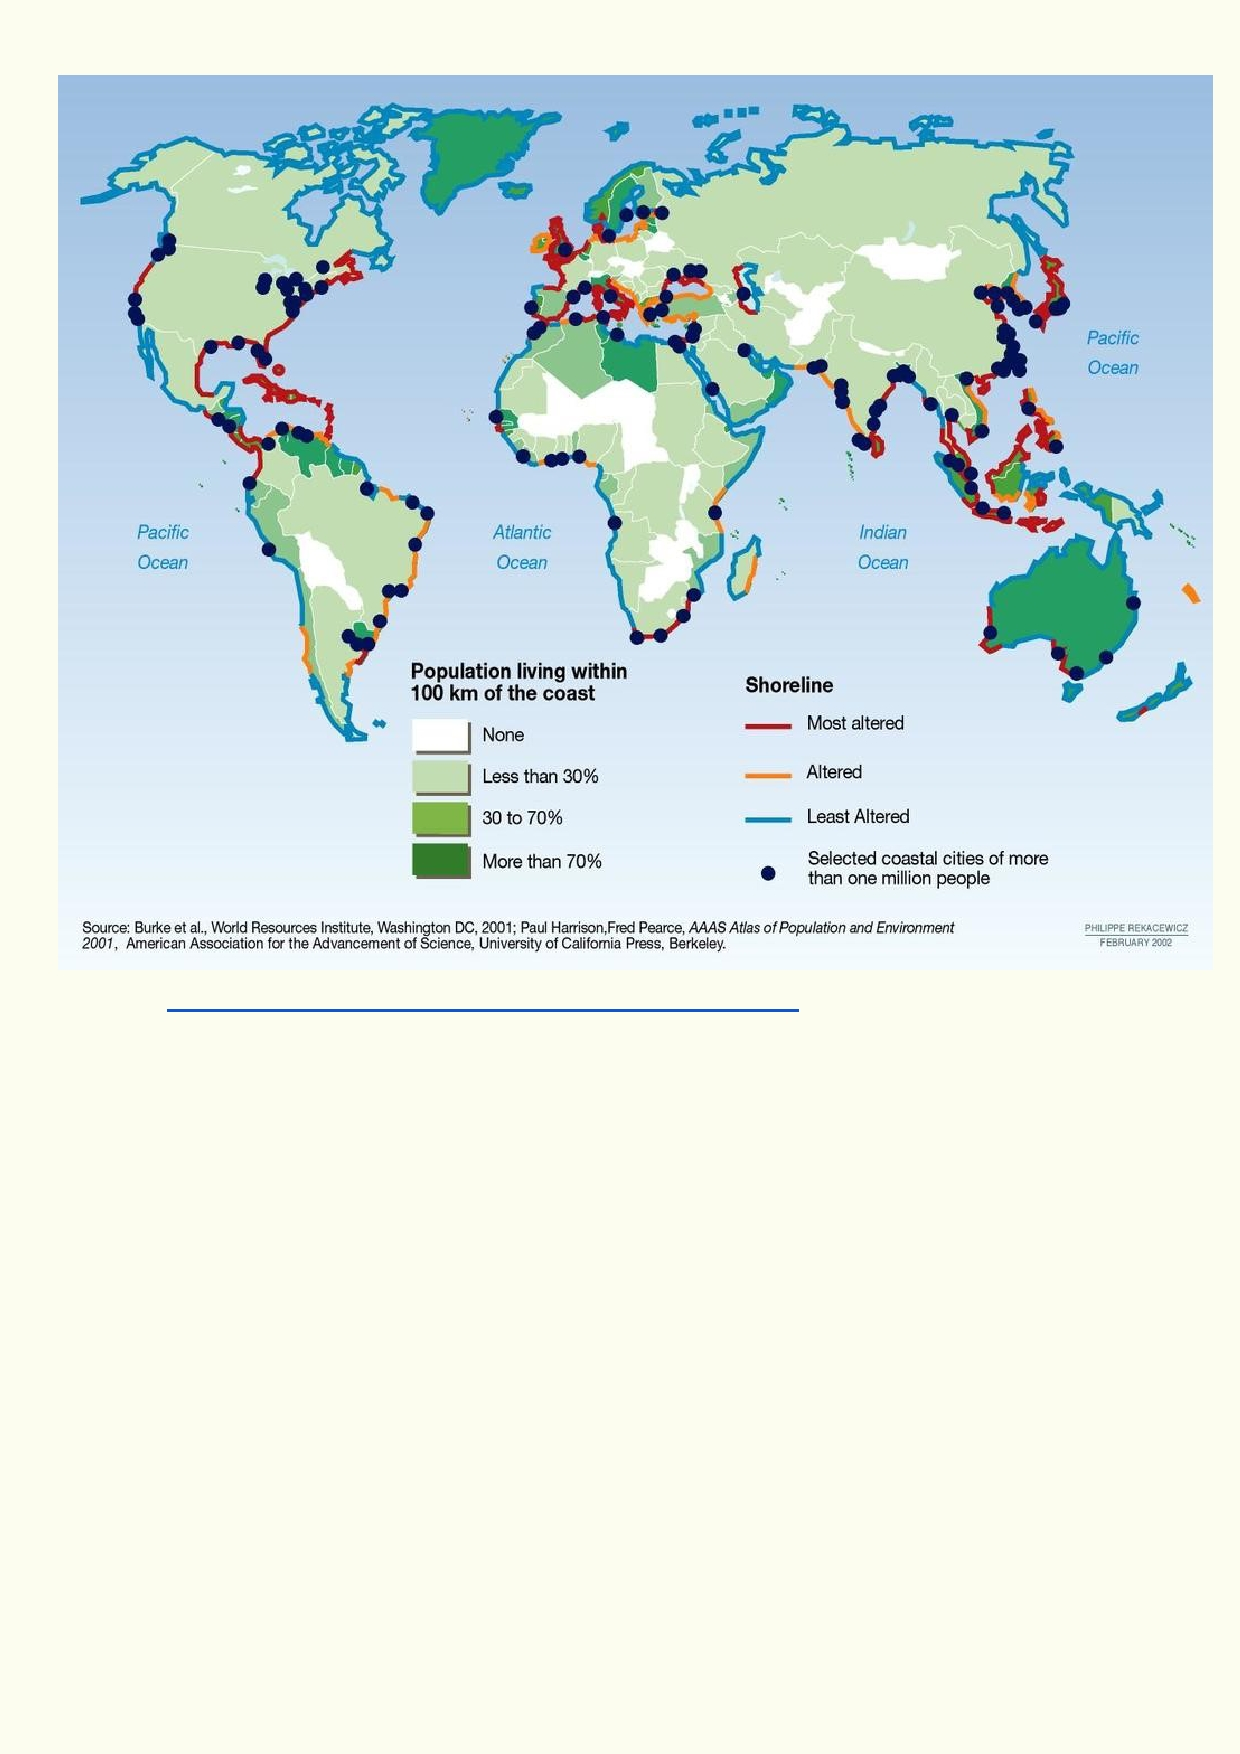 Pacific
Ocean
Pacific
Ocean
Atlantic
Ocean
Indian
Ocean
Population living within
100 km of the coast
None
Less than 30%
30 to 70%
More than 70%
Shoreline
Most altered
Altered
Least Altered
Selected coastal cities of more
than one million people
Source: Burke et al., World Resources Institute, Washington DC, 2001; Paul Harrison,Fred Pearce, AAAS Atlas of Population and Environment
2001, American Association for the Advancement of Science, University of California Press, Berkeley.
PHILIPPE REKACEWICZ
FEBRUARY 2002